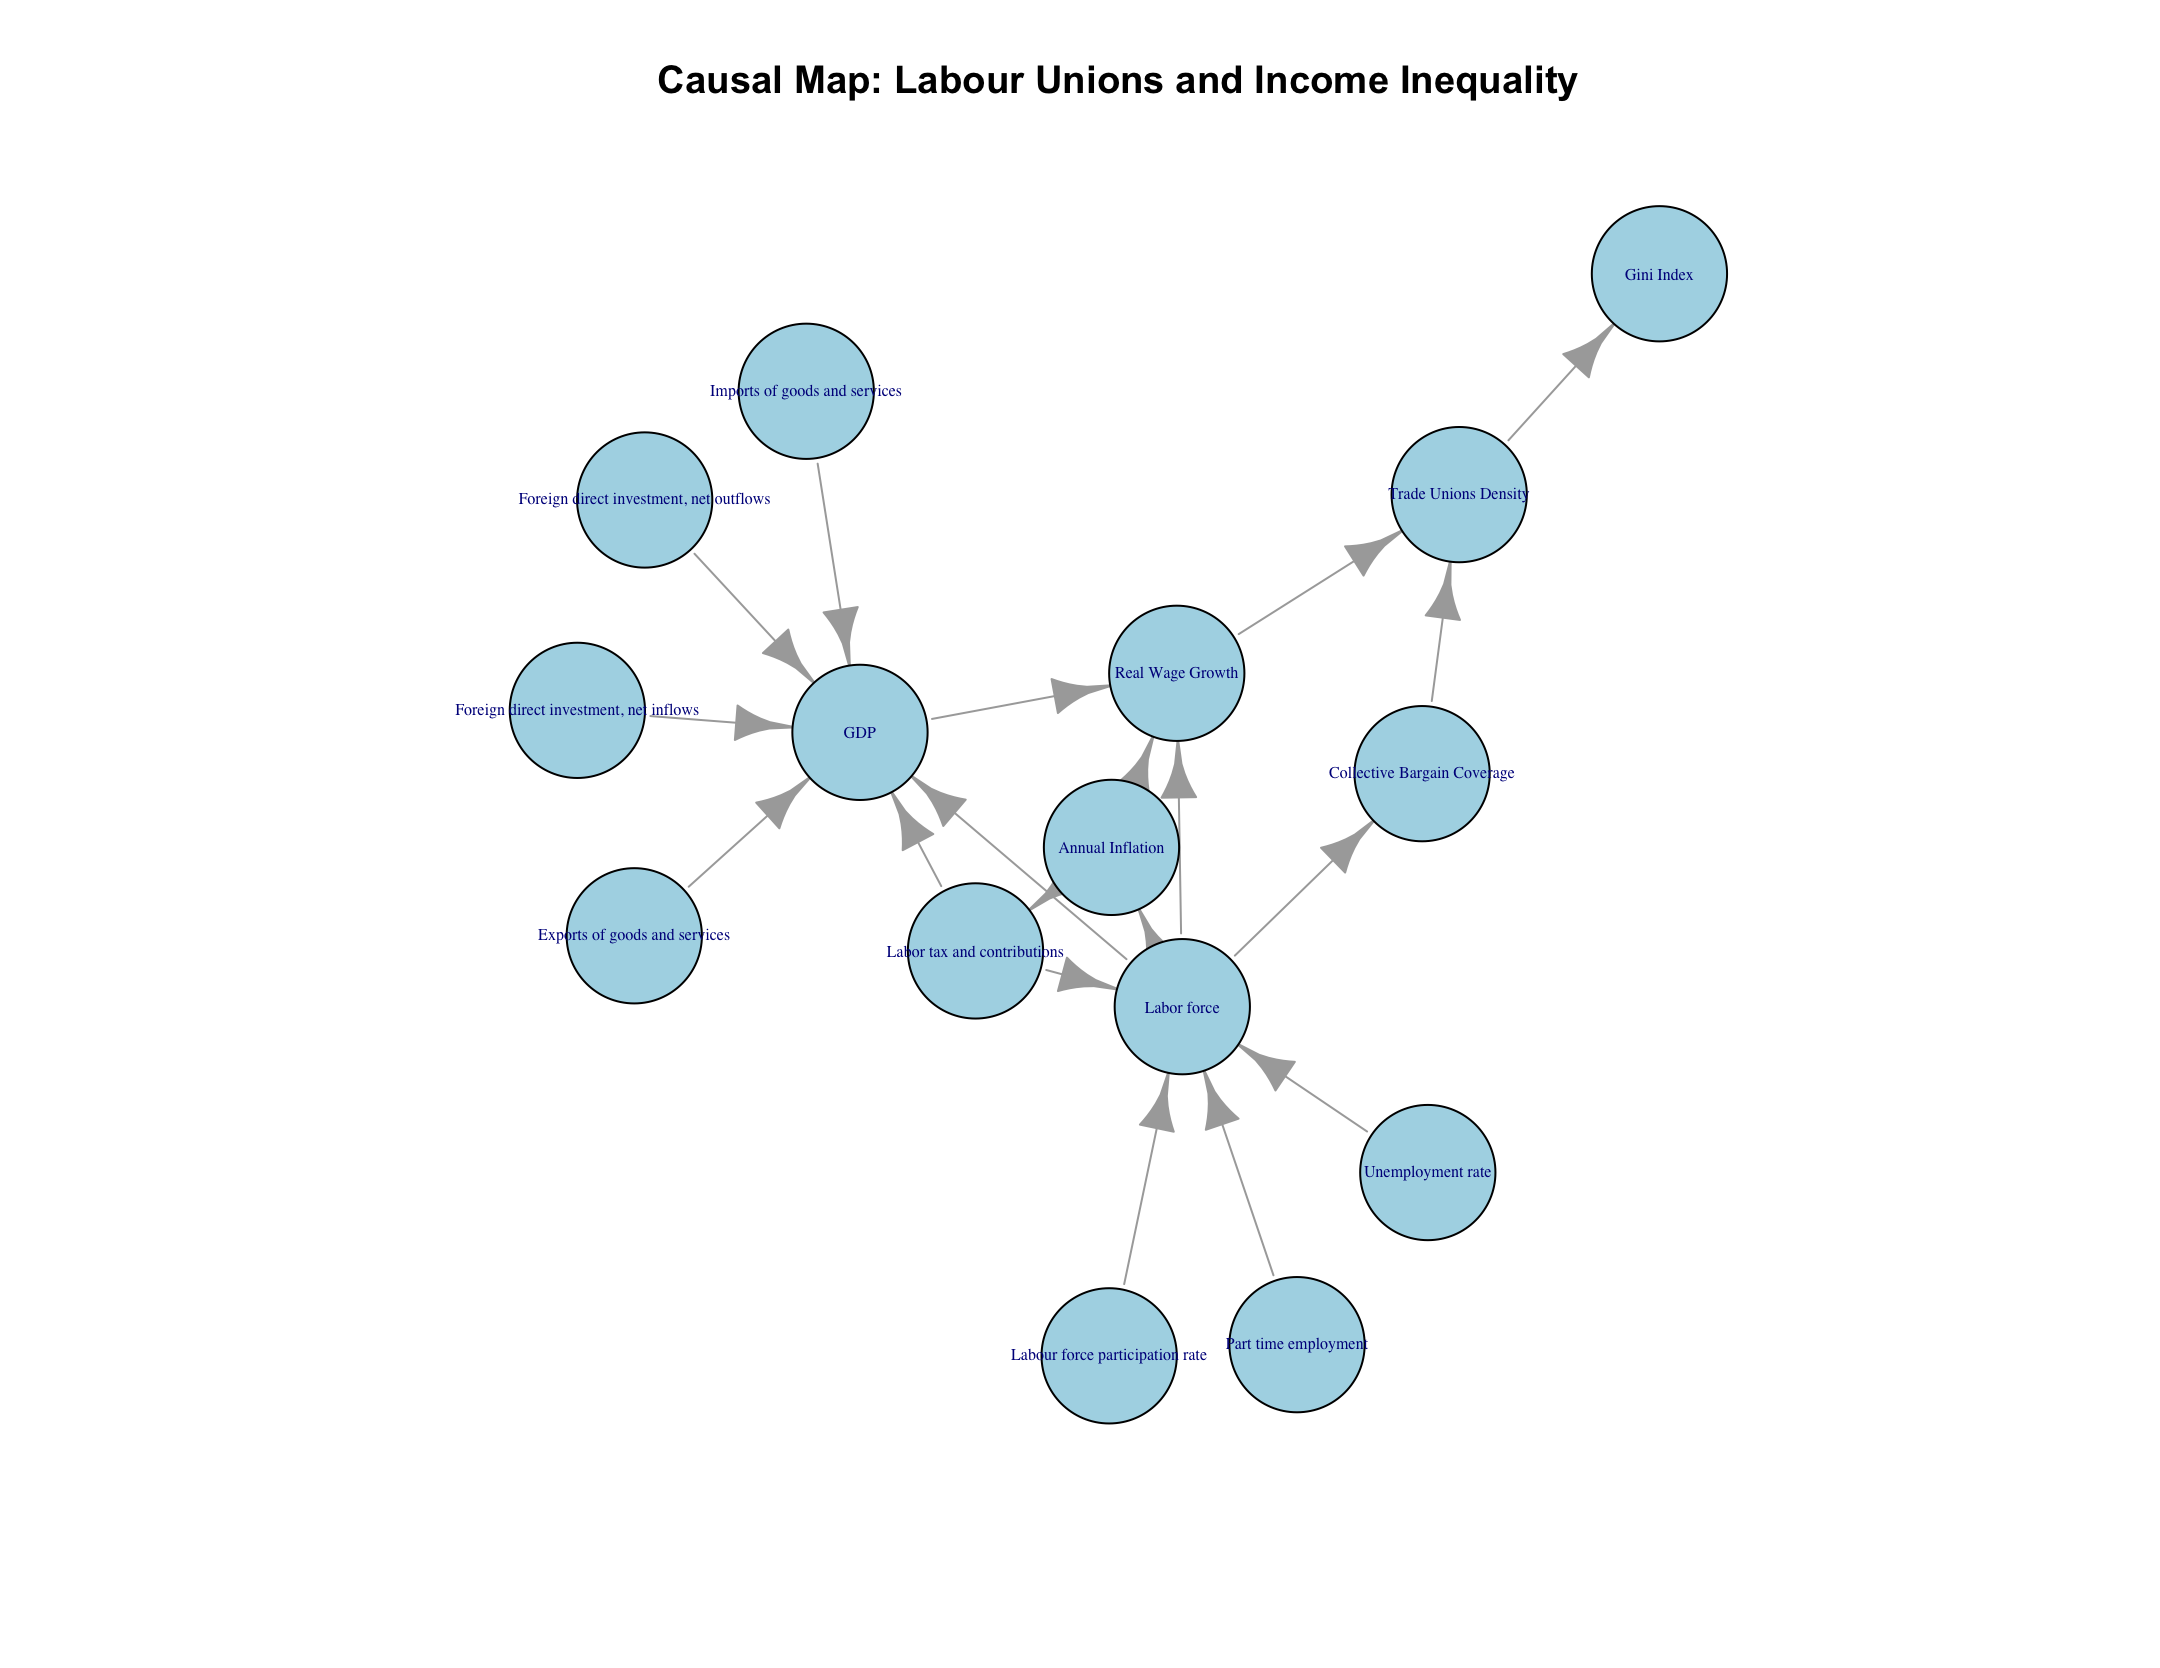 Causal Map: Labour Unions and Income Inequality
Gini Index
Imports of goods and services
Trade Unions Density
Foreign direct investment, net outflows
Real Wage Growth
Foreign direct investment, net inflows
GDP
Collective Bargain Coverage
Annual Inflation
Exports of goods and services
Labor tax and contributions
Labor force
Unemployment rate
Part time employment
Labour force participation rate